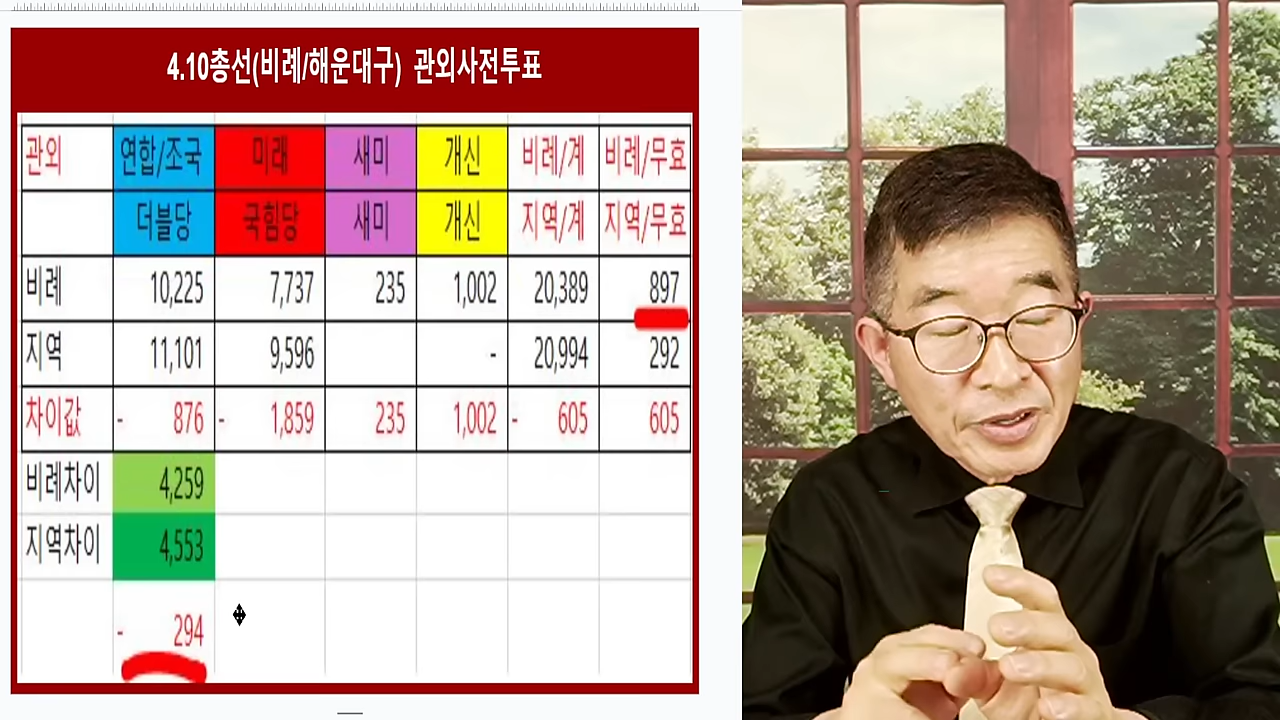 4.10총선(비례/해운대구) 관외사전투표
관외 연합/조국 미래 새미 개신 비례/계 비례/무효
더블당 국힘당 새미 개신 지역/계 지역/무효
비례 10,225 7,737 235 1,002 20,389 897
지역 11,101 9,596 - 20,994 292
차이값 - 876 - 1,859 235 1,002 - 605 605
비례차이 4,259
지역차이 4,553
- 294